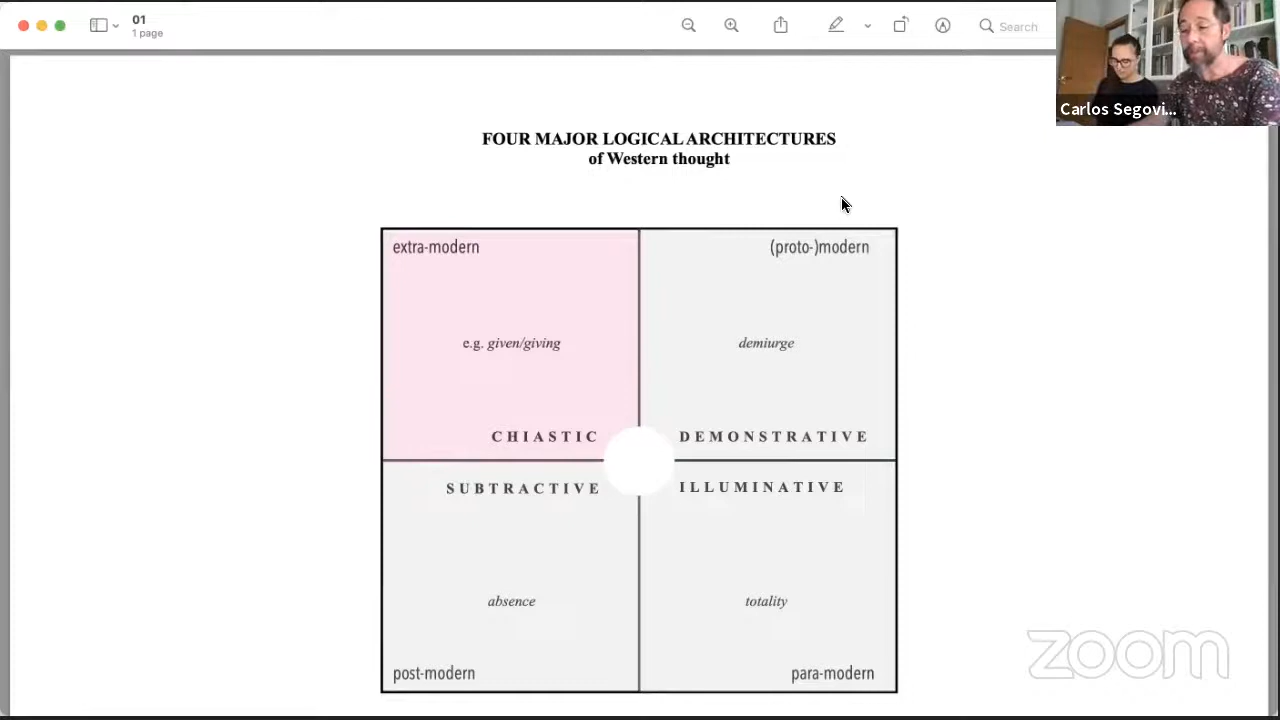 01
1 page
Search
Carlos Segovi...
FOUR MAJOR LOGICAL ARCHITECTURES
of Western thought
extra-modern
(proto-)modern
e.g. given/giving
demiurge
CHIASTIC
DEMONSTRATIVE
SUBTRACTIVE
ILLUMINATIVE
absence
totality
post-modern
para-modern
zoom